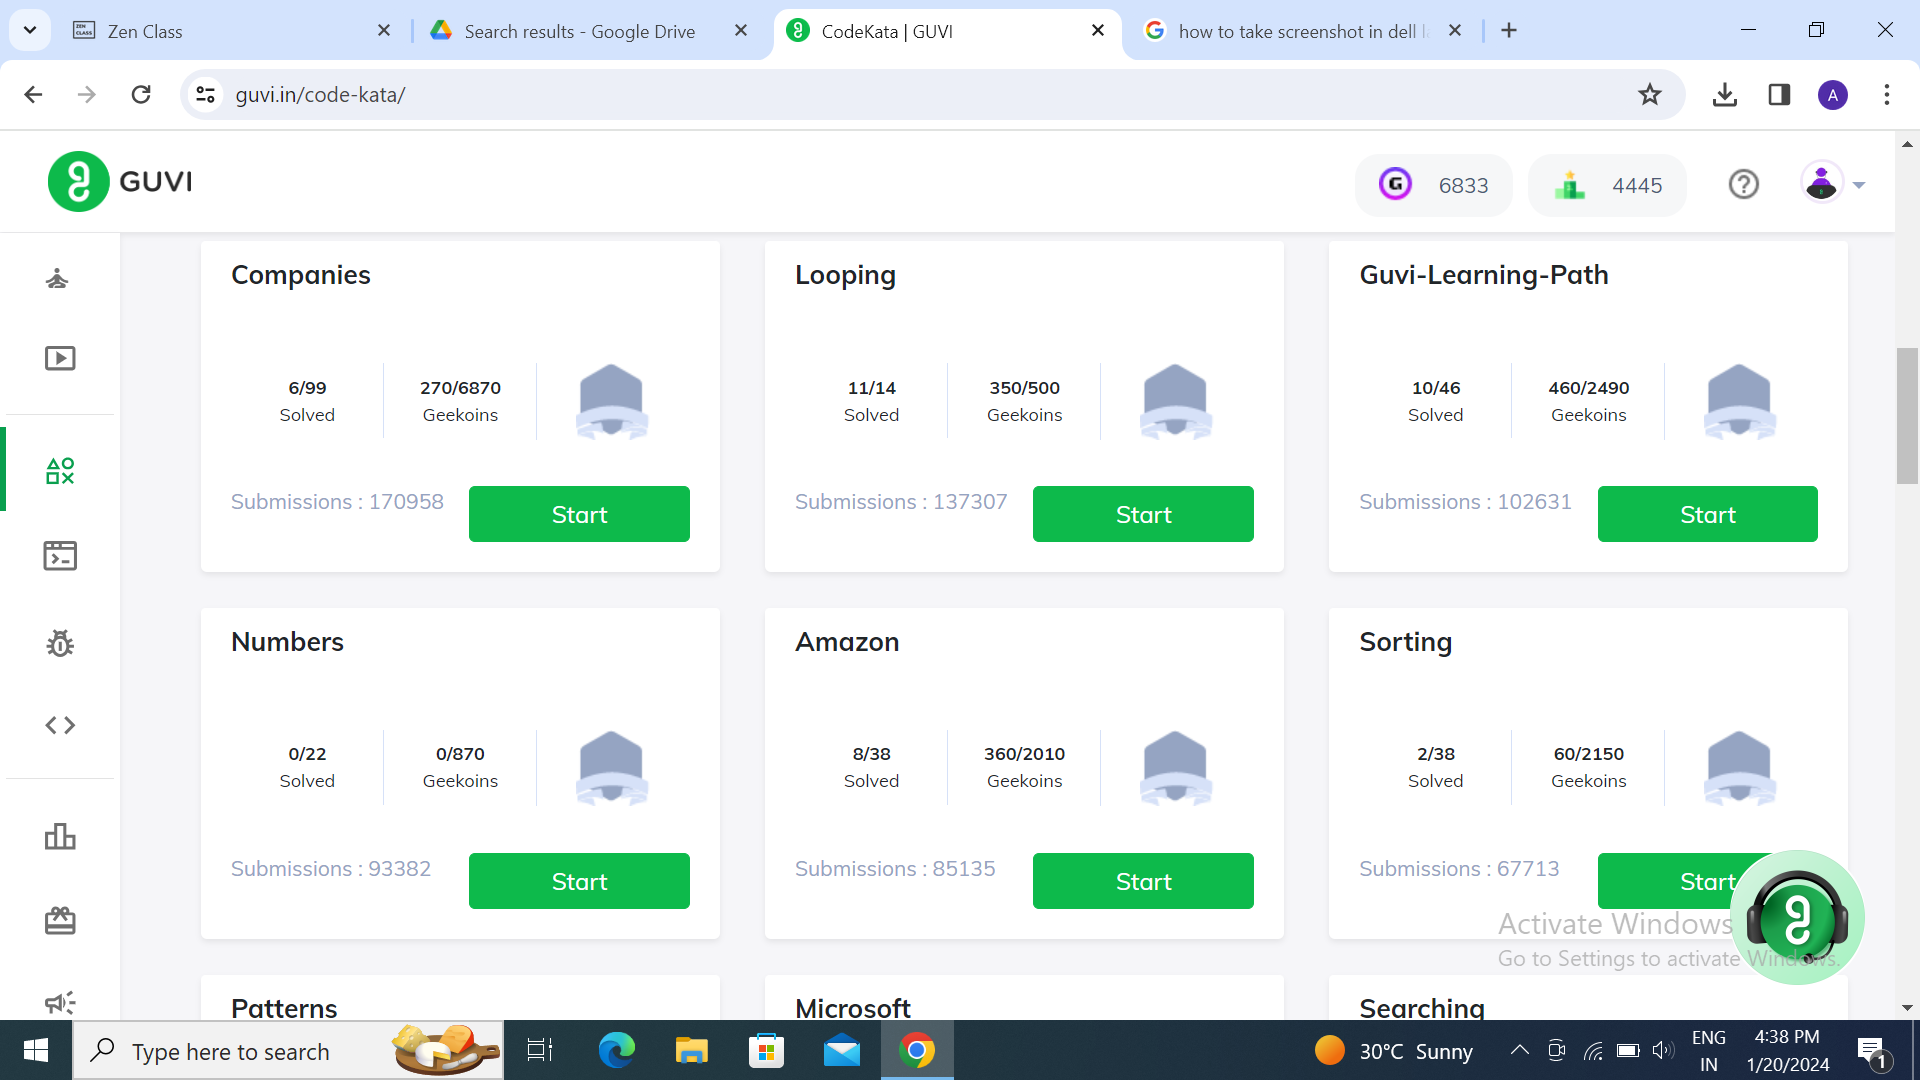 Zen Class
Search results - Google Drive
CodeKata | GUVI
how to take screenshot in dell
guvi.in/code-kata/
A
GUVI
G 6833
4445
Companies
6/99
Solved
270/6870
Geekoins
Submissions : 170958
Start
Looping
11/14
Solved
350/500
Geekoins
Submissions : 137307
Start
Guvi-Learning-Path
10/46
Solved
460/2490
Geekoins
Submissions : 102631
Start
Numbers
0/22
Solved
0/870
Geekoins
Submissions : 93382
Start
Amazon
8/38
Solved
360/2010
Geekoins
Submissions : 85135
Start
Sorting
2/38
Solved
60/2150
Geekoins
Submissions : 67713
Start
Activate Windows
Go to Settings to activate Windows.
Patterns
Microsoft
Searching
Type here to search
30°C Sunny
ENG
IN
4:38 PM
1/20/2024
1